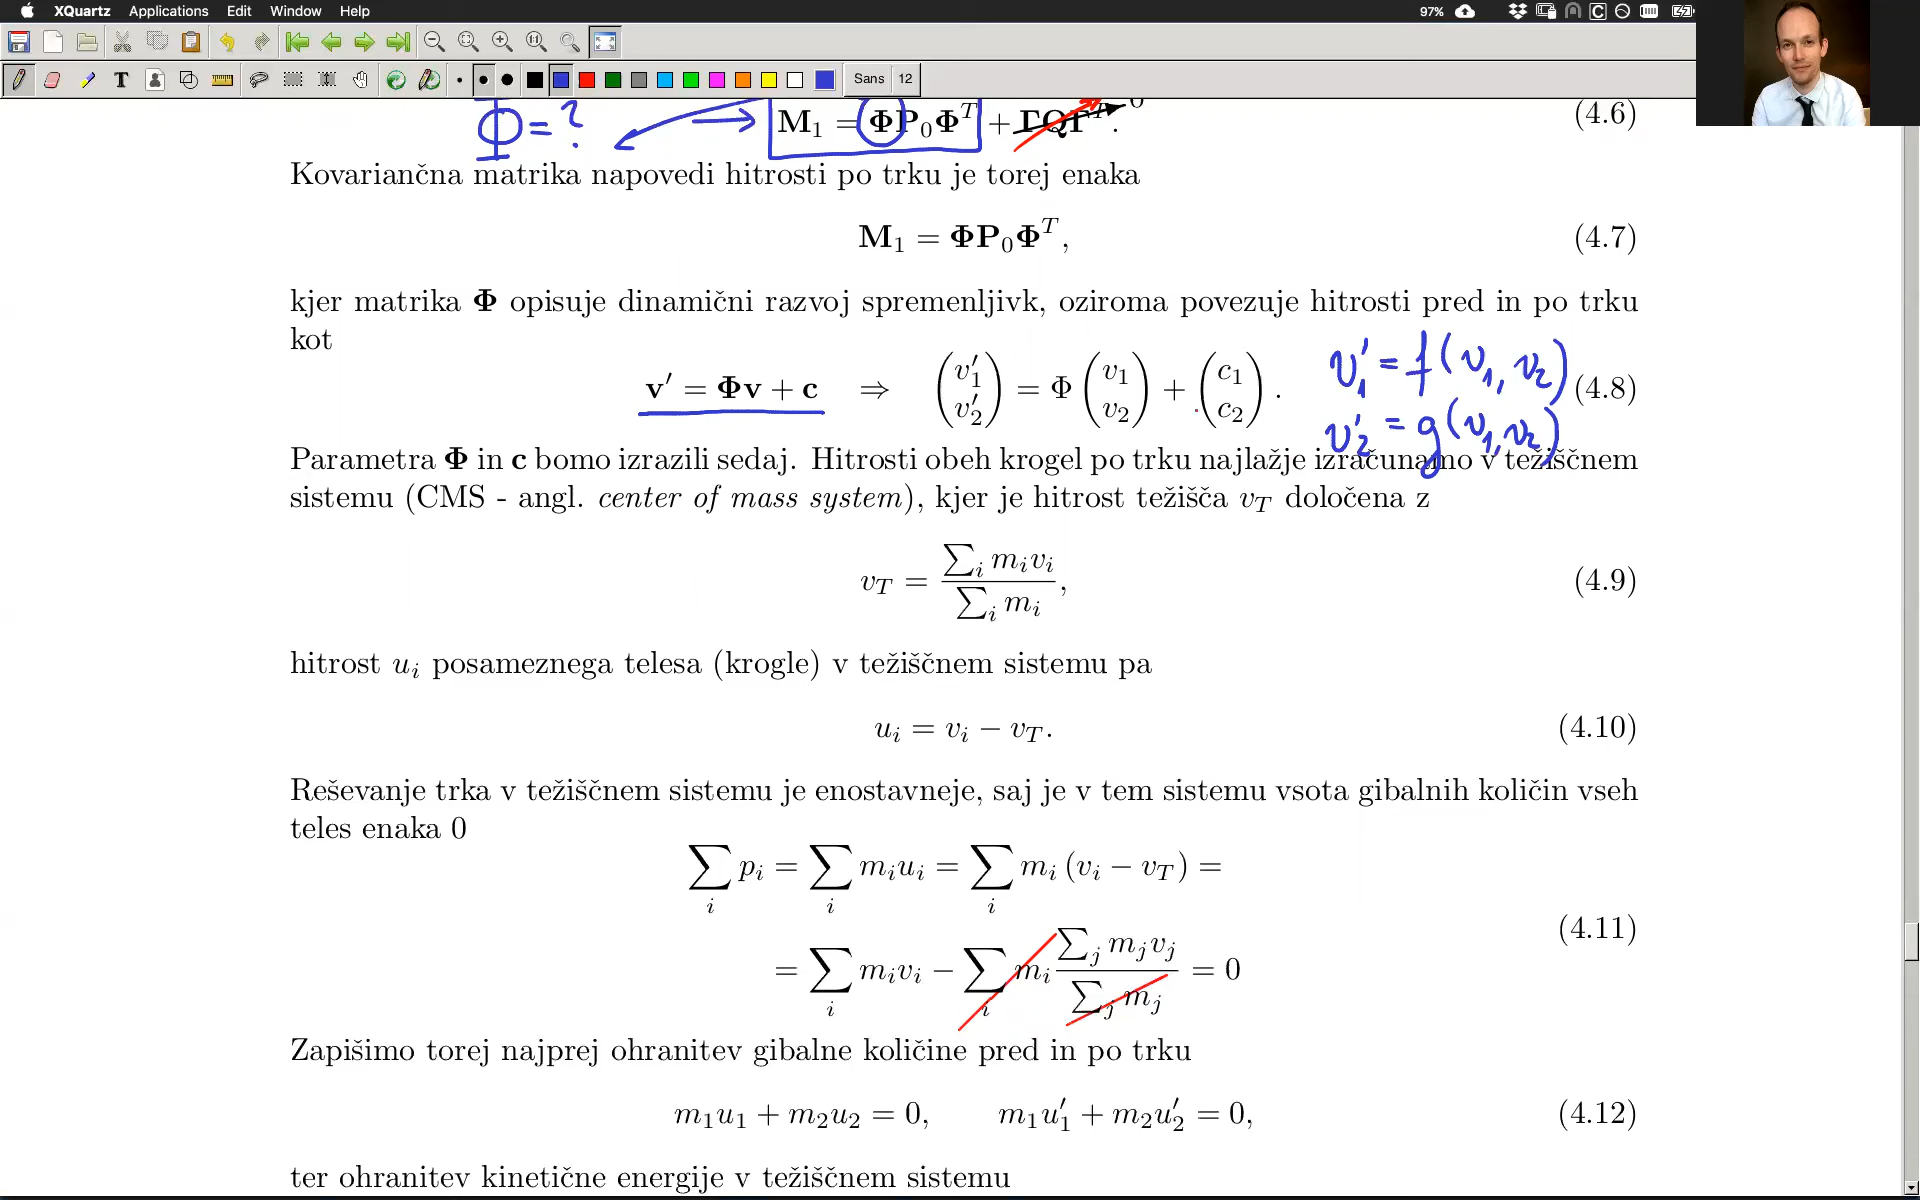 XQuartz Applications Edit Window Help 97%
Sans 12
Φ = ?
M₁ = ΦP₀Φᵀ + ΓQΓᵀ. 0 (4.6)
Kovariančna matrika napovedi hitrosti po trku je torej enaka
M₁ = ΦP₀Φᵀ, (4.7)
kjer matrika Φ opisuje dinamični razvoj spremenljivk, oziroma povezuje hitrosti pred in po trku
kot
v′ = Φv + c ⇒ (v′₁ v′₂) = Φ (v₁ v₂) + (c₁ c₂). (4.8)
v₁′ = f(v₁, v₂)
v₂′ = g(v₁, v₂)
Parametra Φ in c bomo izrazili sedaj. Hitrosti obeh krogel po trku najlažje izračunamo v težiščnem
sistemu (CMS - angl. center of mass system), kjer je hitrost težišča v_T določena z
v_T = ∑ᵢ mᵢvᵢ / ∑ᵢ mᵢ, (4.9)
hitrost uᵢ posameznega telesa (krogle) v težiščnem sistemu pa
uᵢ = vᵢ − v_T. (4.10)
Reševanje trka v težiščnem sistemu je enostavneje, saj je v tem sistemu vsota gibalnih količin vseh
teles enaka 0
∑ᵢ pᵢ = ∑ᵢ mᵢuᵢ = ∑ᵢ mᵢ (vᵢ − v_T) =
= ∑ᵢ mᵢvᵢ − ∑ᵢ mᵢ ∑ⱼ mⱼvⱼ / ∑ⱼ mⱼ = 0 (4.11)
Zapišimo torej najprej ohranitev gibalne količine pred in po trku
m₁u₁ + m₂u₂ = 0, m₁u′₁ + m₂u′₂ = 0, (4.12)
ter ohranitev kinetične energije v težiščnem sistemu